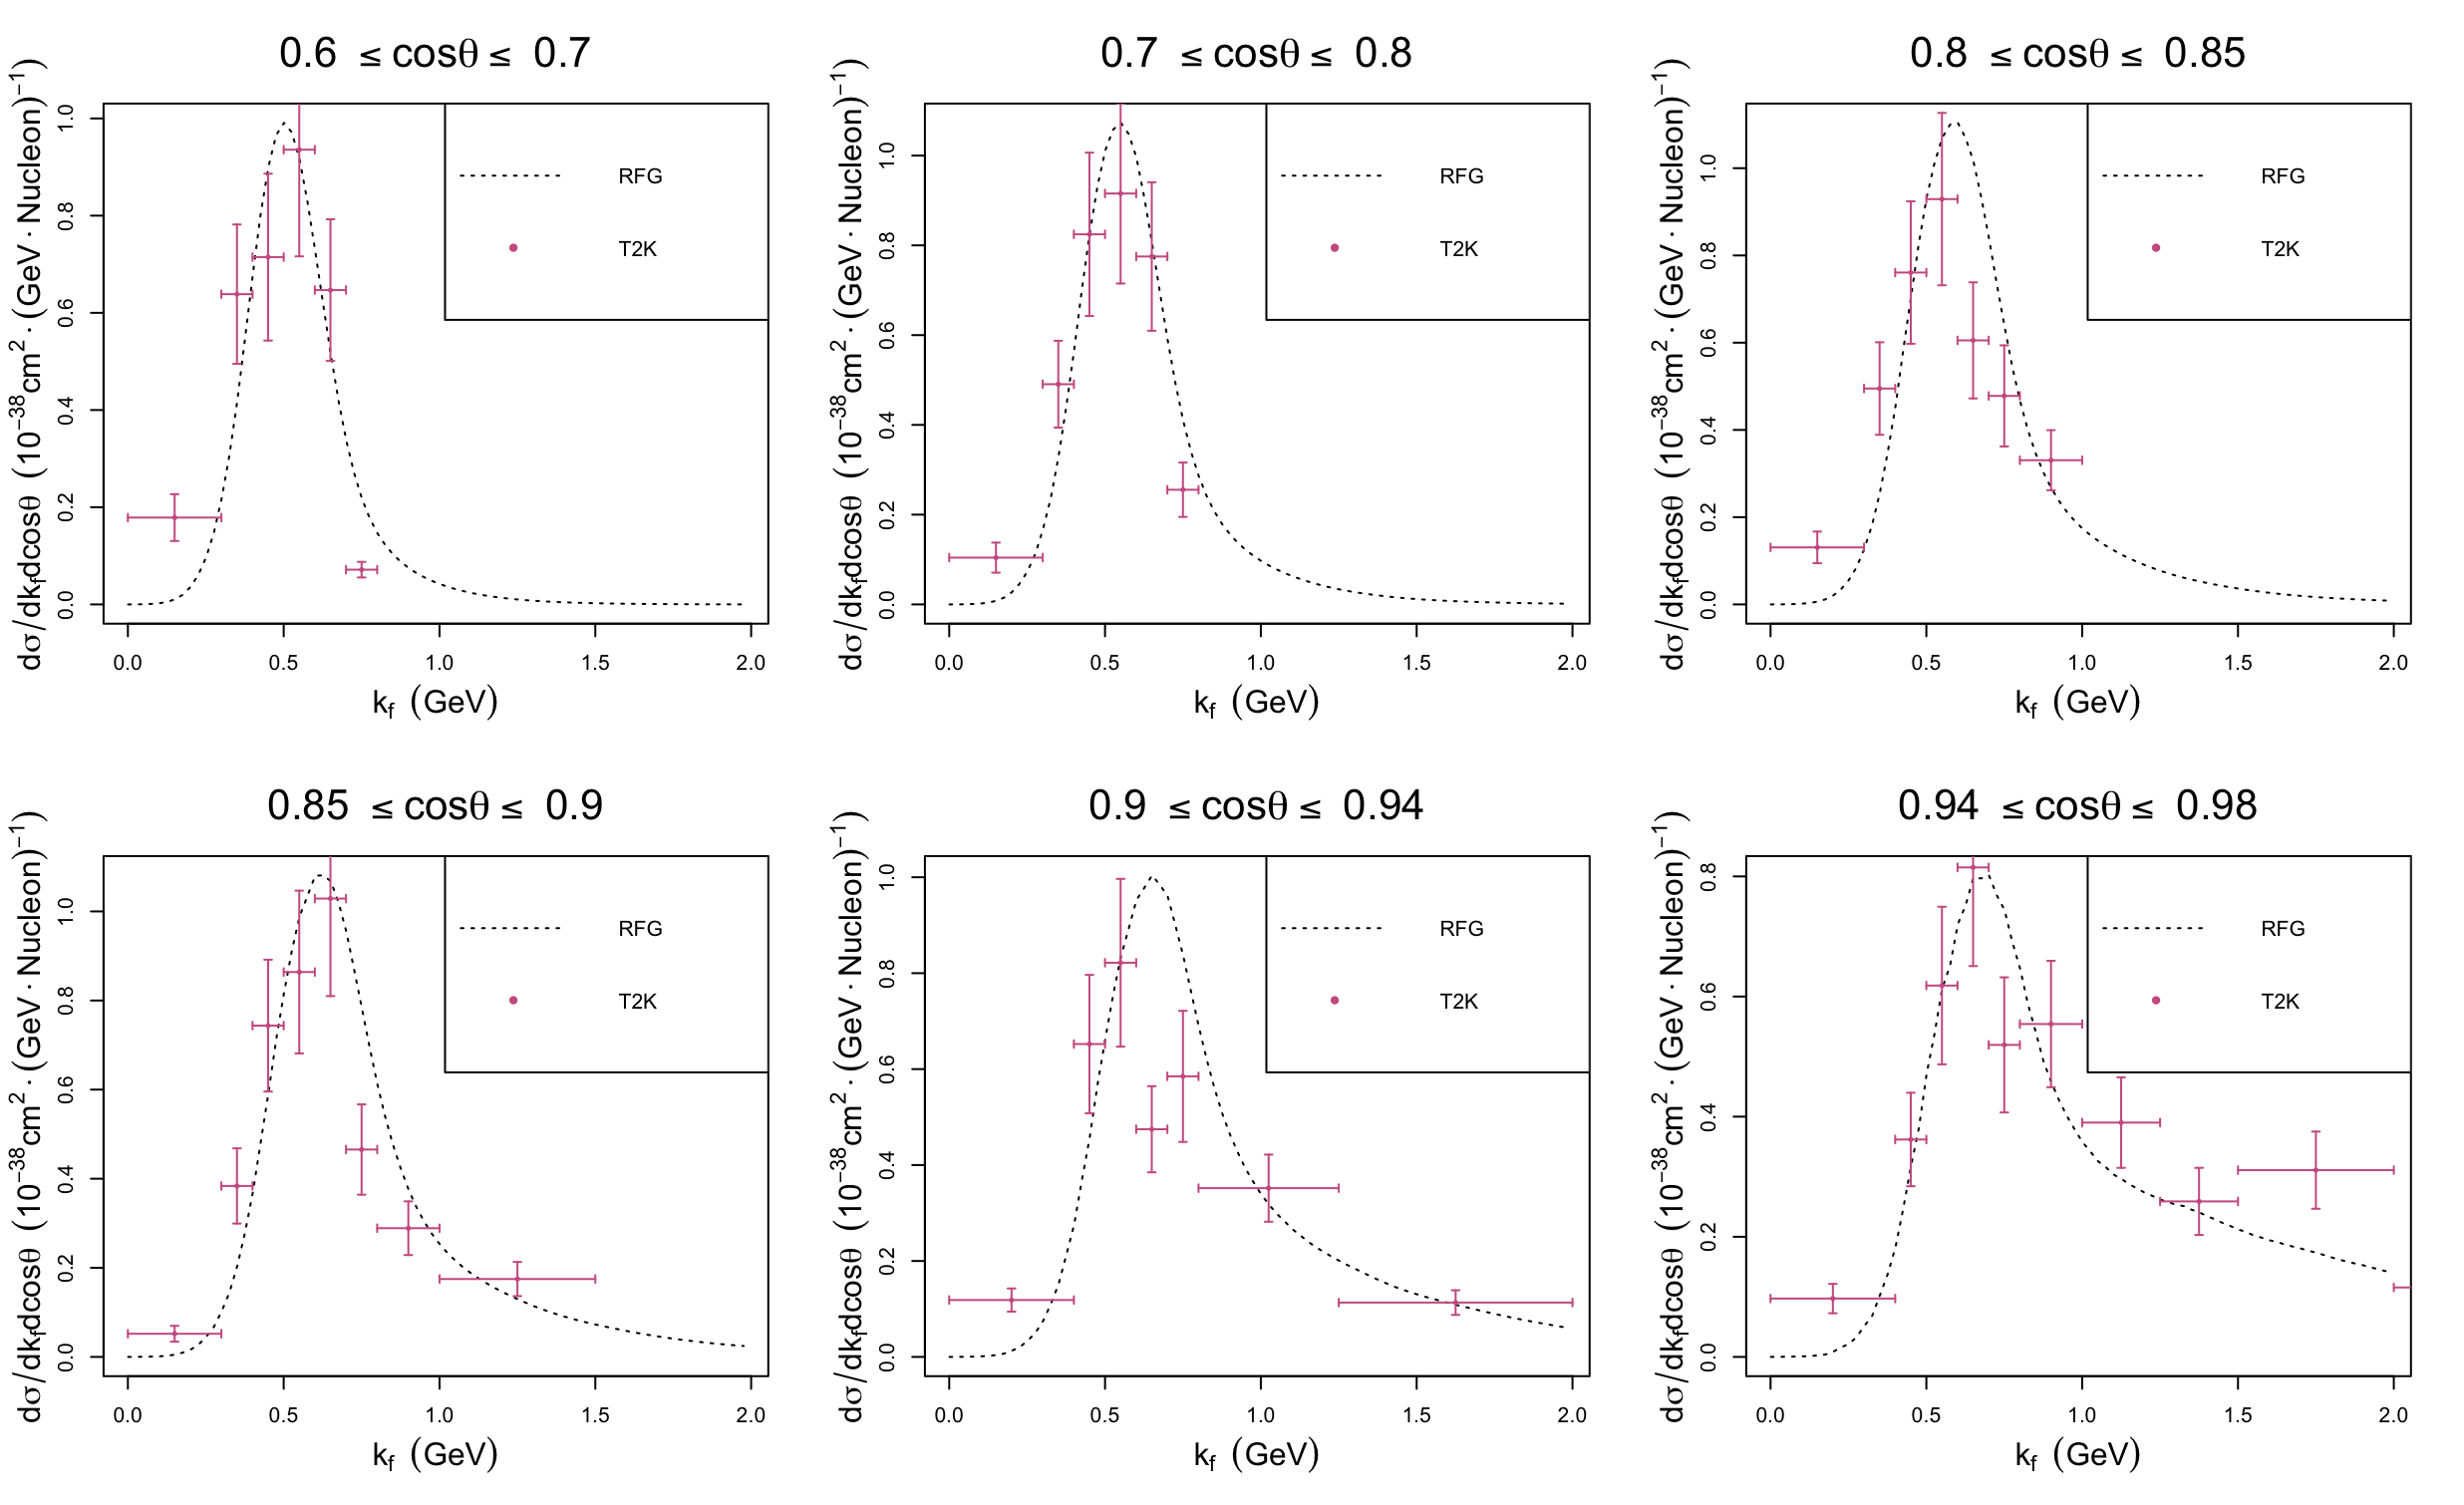 0.6 ≤ cosθ ≤ 0.7
dσ/dk_f dcosθ (10^−38 cm^2 · (GeV · Nucleon)^−1)
1.0
0.8
0.6
0.4
0.2
0.0
RFG
T2K
0.0 0.5 1.0 1.5 2.0
k_f (GeV)
0.7 ≤ cosθ ≤ 0.8
dσ/dk_f dcosθ (10^−38 cm^2 · (GeV · Nucleon)^−1)
1.0
0.8
0.6
0.4
0.2
0.0
RFG
T2K
0.0 0.5 1.0 1.5 2.0
k_f (GeV)
0.8 ≤ cosθ ≤ 0.85
dσ/dk_f dcosθ (10^−38 cm^2 · (GeV · Nucleon)^−1)
1.0
0.8
0.6
0.4
0.2
0.0
RFG
T2K
0.0 0.5 1.0 1.5 2.0
k_f (GeV)
0.85 ≤ cosθ ≤ 0.9
dσ/dk_f dcosθ (10^−38 cm^2 · (GeV · Nucleon)^−1)
1.0
0.8
0.6
0.4
0.2
0.0
RFG
T2K
0.0 0.5 1.0 1.5 2.0
k_f (GeV)
0.9 ≤ cosθ ≤ 0.94
dσ/dk_f dcosθ (10^−38 cm^2 · (GeV · Nucleon)^−1)
1.0
0.8
0.6
0.4
0.2
0.0
RFG
T2K
0.0 0.5 1.0 1.5 2.0
k_f (GeV)
0.94 ≤ cosθ ≤ 0.98
dσ/dk_f dcosθ (10^−38 cm^2 · (GeV · Nucleon)^−1)
0.8
0.6
0.4
0.2
0.0
RFG
T2K
0.0 0.5 1.0 1.5 2.0
k_f (GeV)